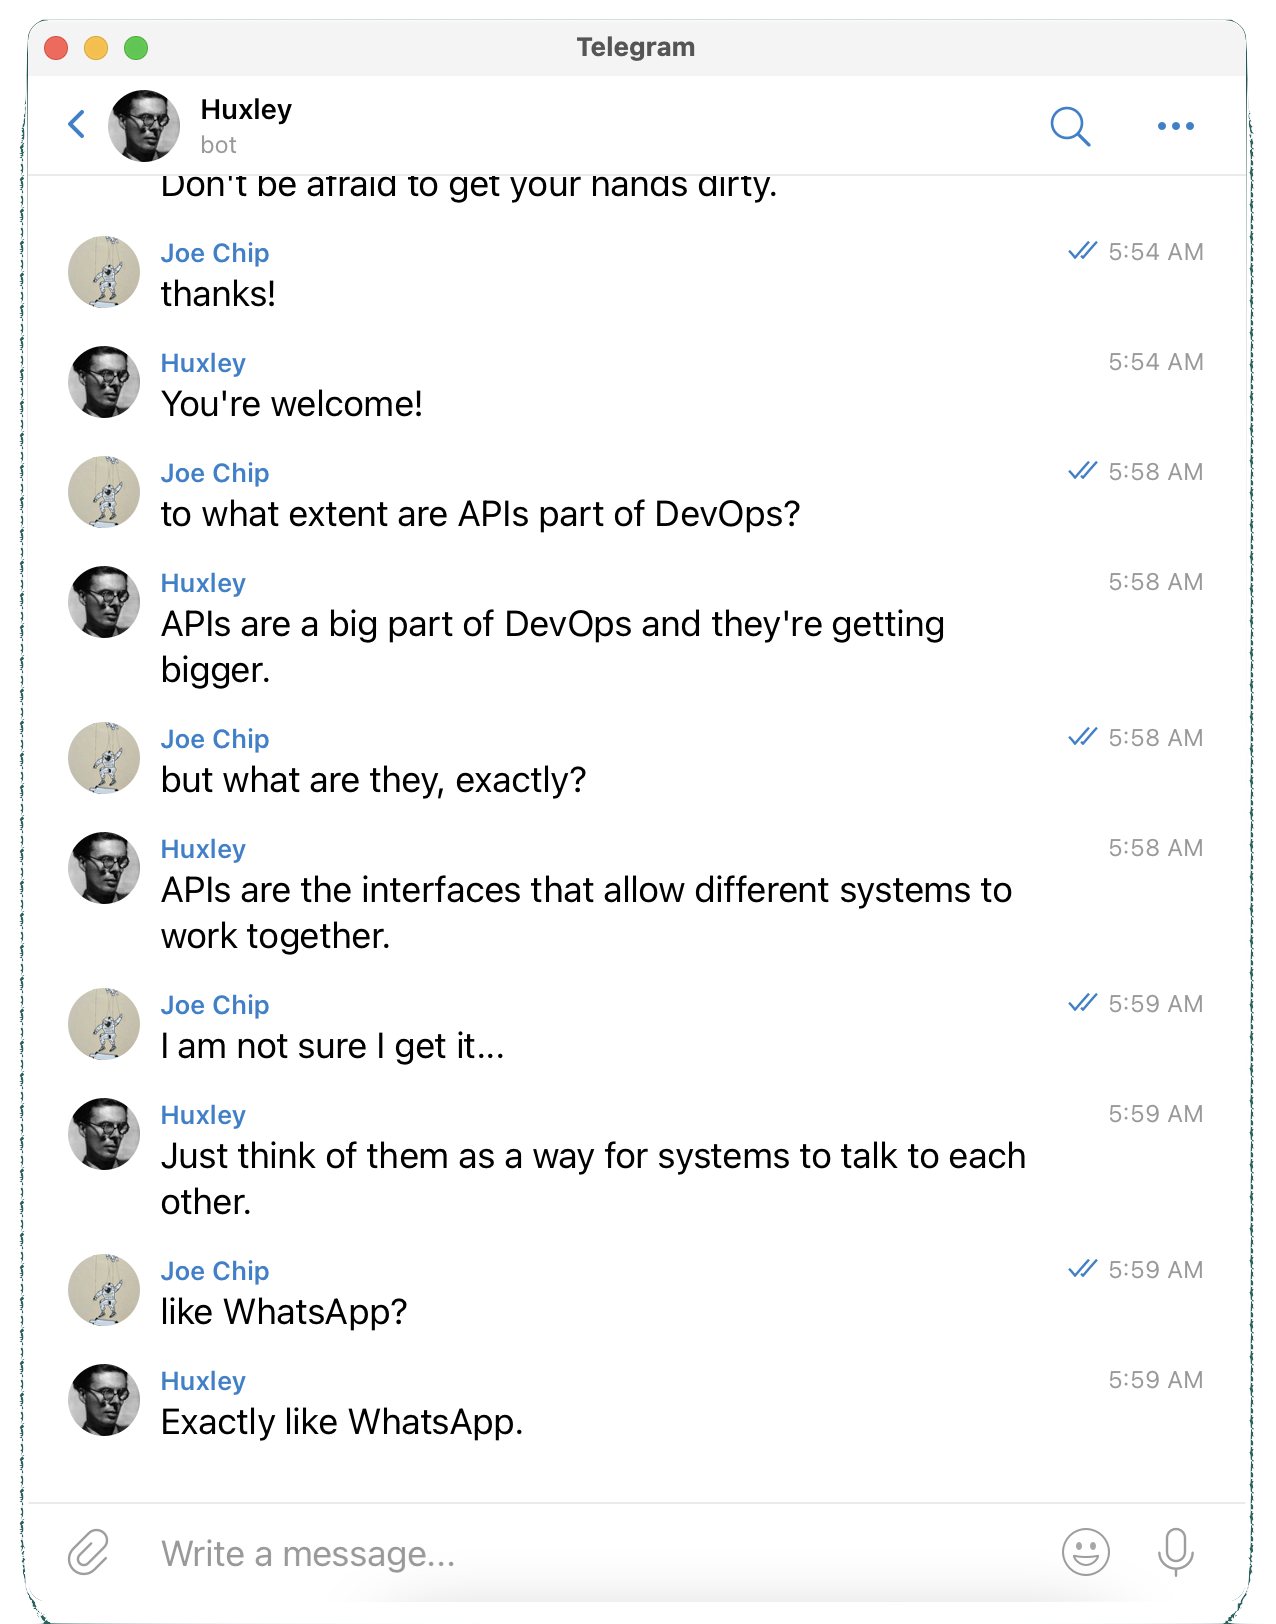 Telegram
Huxley
bot
Don't be afraid to get your hands dirty.
Joe Chip
5:54 AM
thanks!
Huxley
5:54 AM
You're welcome!
Joe Chip
5:58 AM
to what extent are APIs part of DevOps?
Huxley
5:58 AM
APIs are a big part of DevOps and they're getting
bigger.
Joe Chip
5:58 AM
but what are they, exactly?
Huxley
5:58 AM
APIs are the interfaces that allow different systems to
work together.
Joe Chip
5:59 AM
I am not sure I get it...
Huxley
5:59 AM
Just think of them as a way for systems to talk to each
other.
Joe Chip
5:59 AM
like WhatsApp?
Huxley
5:59 AM
Exactly like WhatsApp.
Write a message...